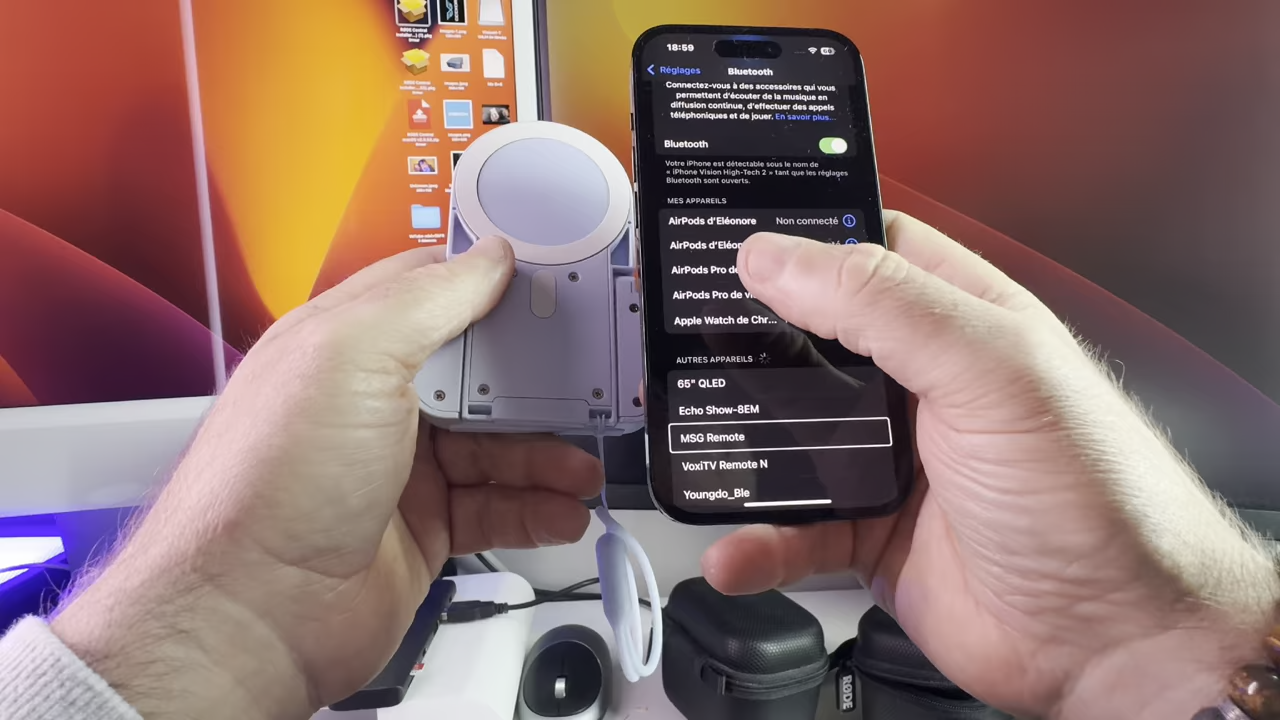 18:59
Réglages
Bluetooth
Connectez-vous à des accessoires qui vous
permettent d'écouter de la musique en
diffusion continue, d'effectuer des appels
téléphoniques et de jouer. En savoir plus...
Bluetooth
Votre iPhone est détectable sous le nom de
« iPhone Vision High-Tech 2 » tant que les réglages
Bluetooth sont ouverts.
MES APPAREILS
AirPods d'Eléonore Non connecté
AirPods d'Eléon
AirPods Pro de
AirPods Pro de
Apple Watch de Chr...
AUTRES APPAREILS
65" QLED
Echo Show-8EM
MSG Remote
VoxiTV Remote N
Youngdo_Ble
RØDE